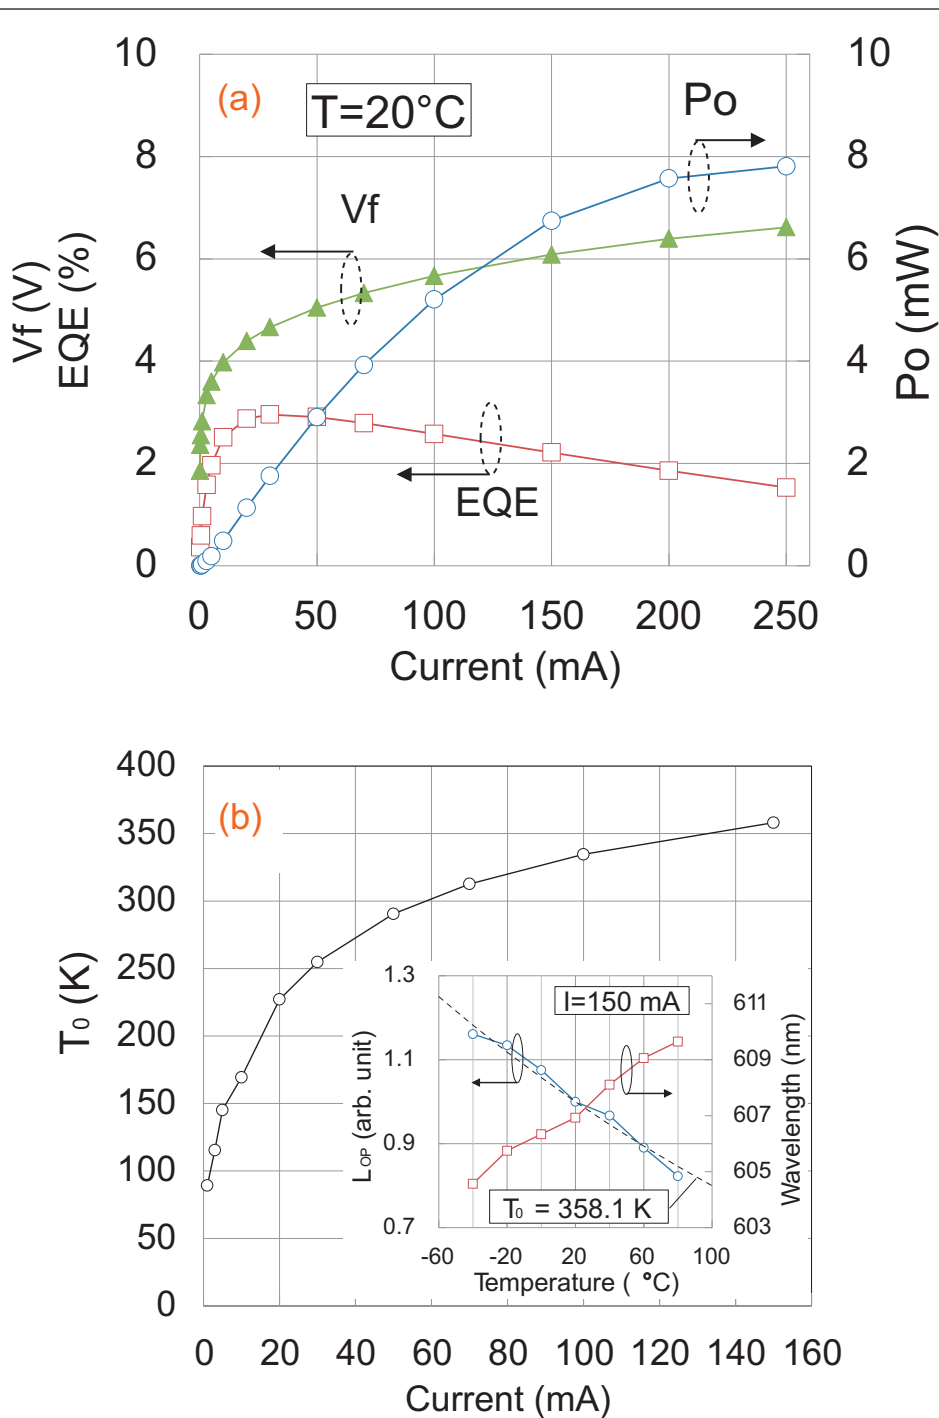 (a)
T=20°C
Po
Vf
EQE
10
8
6
4
2
0
Vf (V)
EQE (%)
10
8
6
4
2
0
Po (mW)
0 50 100 150 200 250
Current (mA)
(b)
400
350
300
250
200
150
100
50
0
T₀ (K)
0 20 40 60 80 100 120 140 160
Current (mA)
I=150 mA
T₀ = 358.1 K
1.3
1.1
0.9
0.7
L_OP (arb. unit)
611
609
607
605
603
Wavelength (nm)
-60 -20 20 60 100
Temperature ( °C)